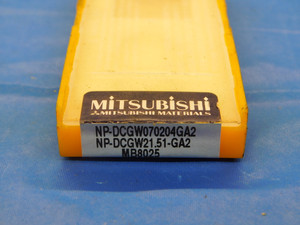 MITSUBISHI
MITSUBISHI MATERIALS
NP-DCGW070204GA2
NP-DCGW21.51-GA2
MB8025